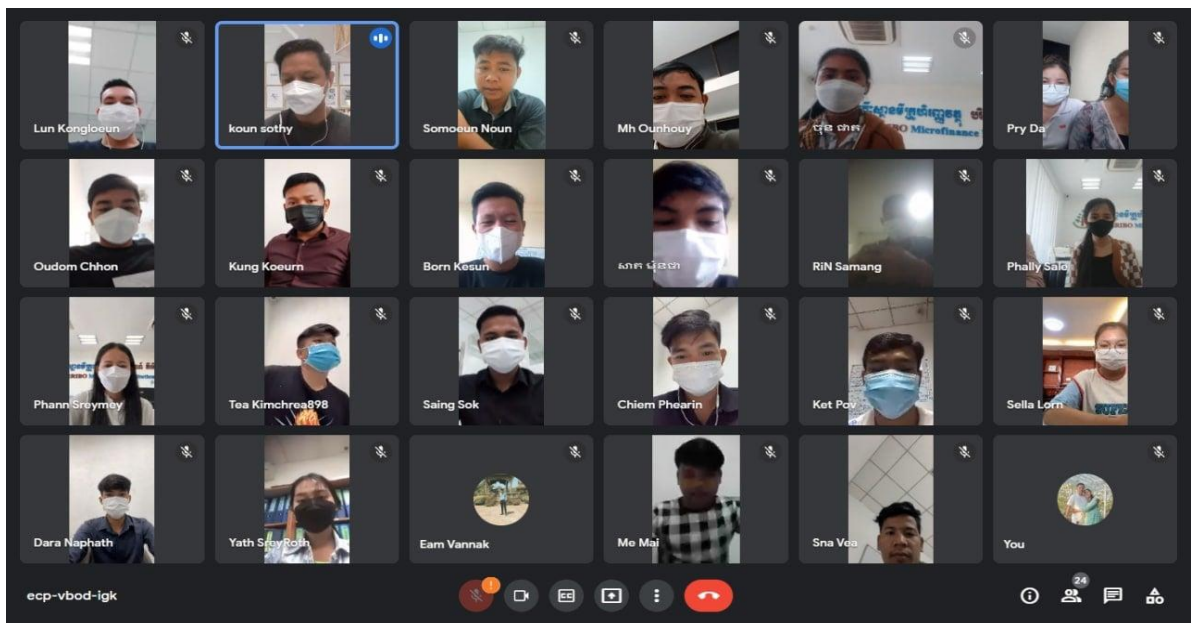 Lun Kongloeun
koun sothy
Somoeun Noun
Mh Ounhouy
Microfinance
Pry Da
Oudom Chhon
Kung Koeurn
Born Kesun
RiN Samang
Phally Salo
Phann Sreymey
Tea Kimchrea898
Saing Sok
Chiem Phearin
Ket Pov
Sella Lorn
Dara Naphath
Yath SreyRoth
Eam Vannak
Me Mai
Sna Vea
You
ecp-vbod-igk
CC
24